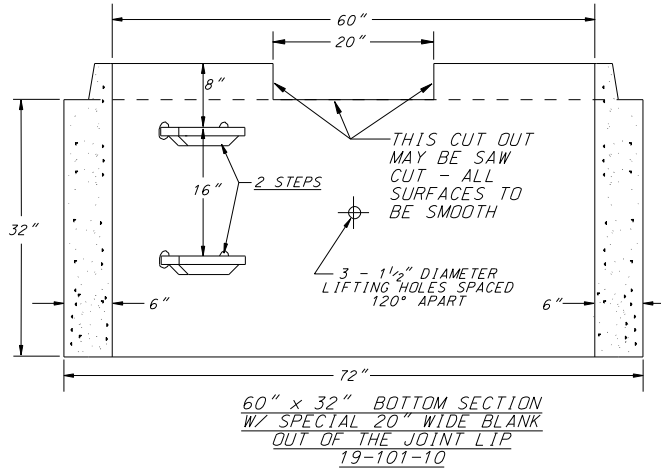 60"
20"
8"
THIS CUT OUT
MAY BE SAW
CUT - ALL
SURFACES TO
BE SMOOTH
2 STEPS
16"
32"
3 - 1 1/2" DIAMETER
LIFTING HOLES SPACED
120° APART
6"
6"
72"
60" x 32" BOTTOM SECTION
W/ SPECIAL 20" WIDE BLANK
OUT OF THE JOINT LIP
19-101-10